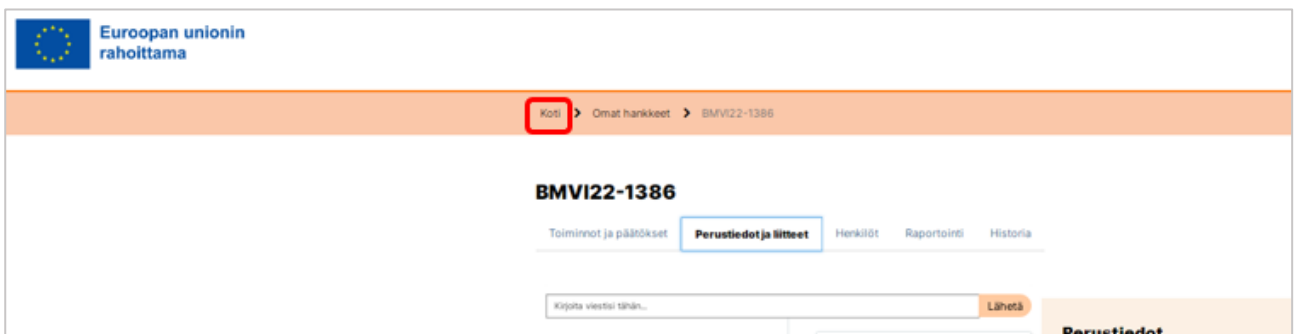 Euroopan unionin
rahoittama
Koti > Omat hankkeet > BMVI22-1386
BMVI22-1386
Toiminnot ja päätökset Perustiedot ja liitteet Henkilöt Raportointi Historia
Kirjoita viestisi tähän... Lähetä
Perustiedot